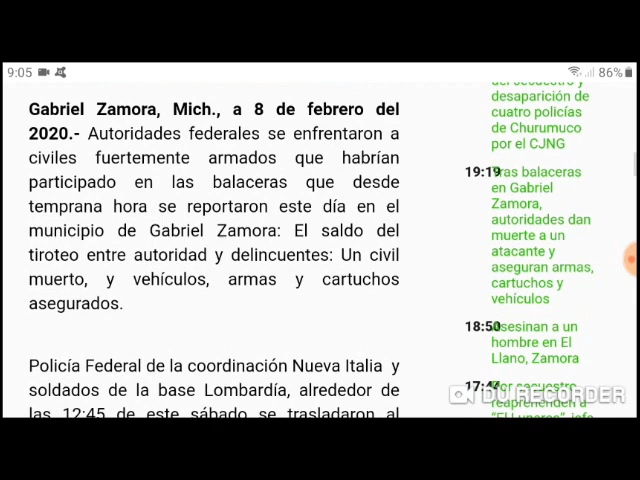 9:05
86%
Gabriel Zamora, Mich., a 8 de febrero del
2020.- Autoridades federales se enfrentaron a
civiles fuertemente armados que habrían
participado en las balaceras que desde
temprana hora se reportaron este día en el
municipio de Gabriel Zamora: El saldo del
tiroteo entre autoridad y delincuentes: Un civil
muerto, y vehículos, armas y cartuchos
asegurados.
Policía Federal de la coordinación Nueva Italia y
soldados de la base Lombardía, alrededor de
las 12:45 de este sábado se trasladaron al
del secuestro y
desaparición de
cuatro policías
de Churumuco
por el CJNG
19:19 Tras balaceras
en Gabriel
Zamora,
autoridades dan
muerte a un
atacante y
aseguran armas,
cartuchos y
vehículos
18:50 Asesinan a un
hombre en El
Llano, Zamora
Por secuestro
reaprehenden a
DU RECORDER